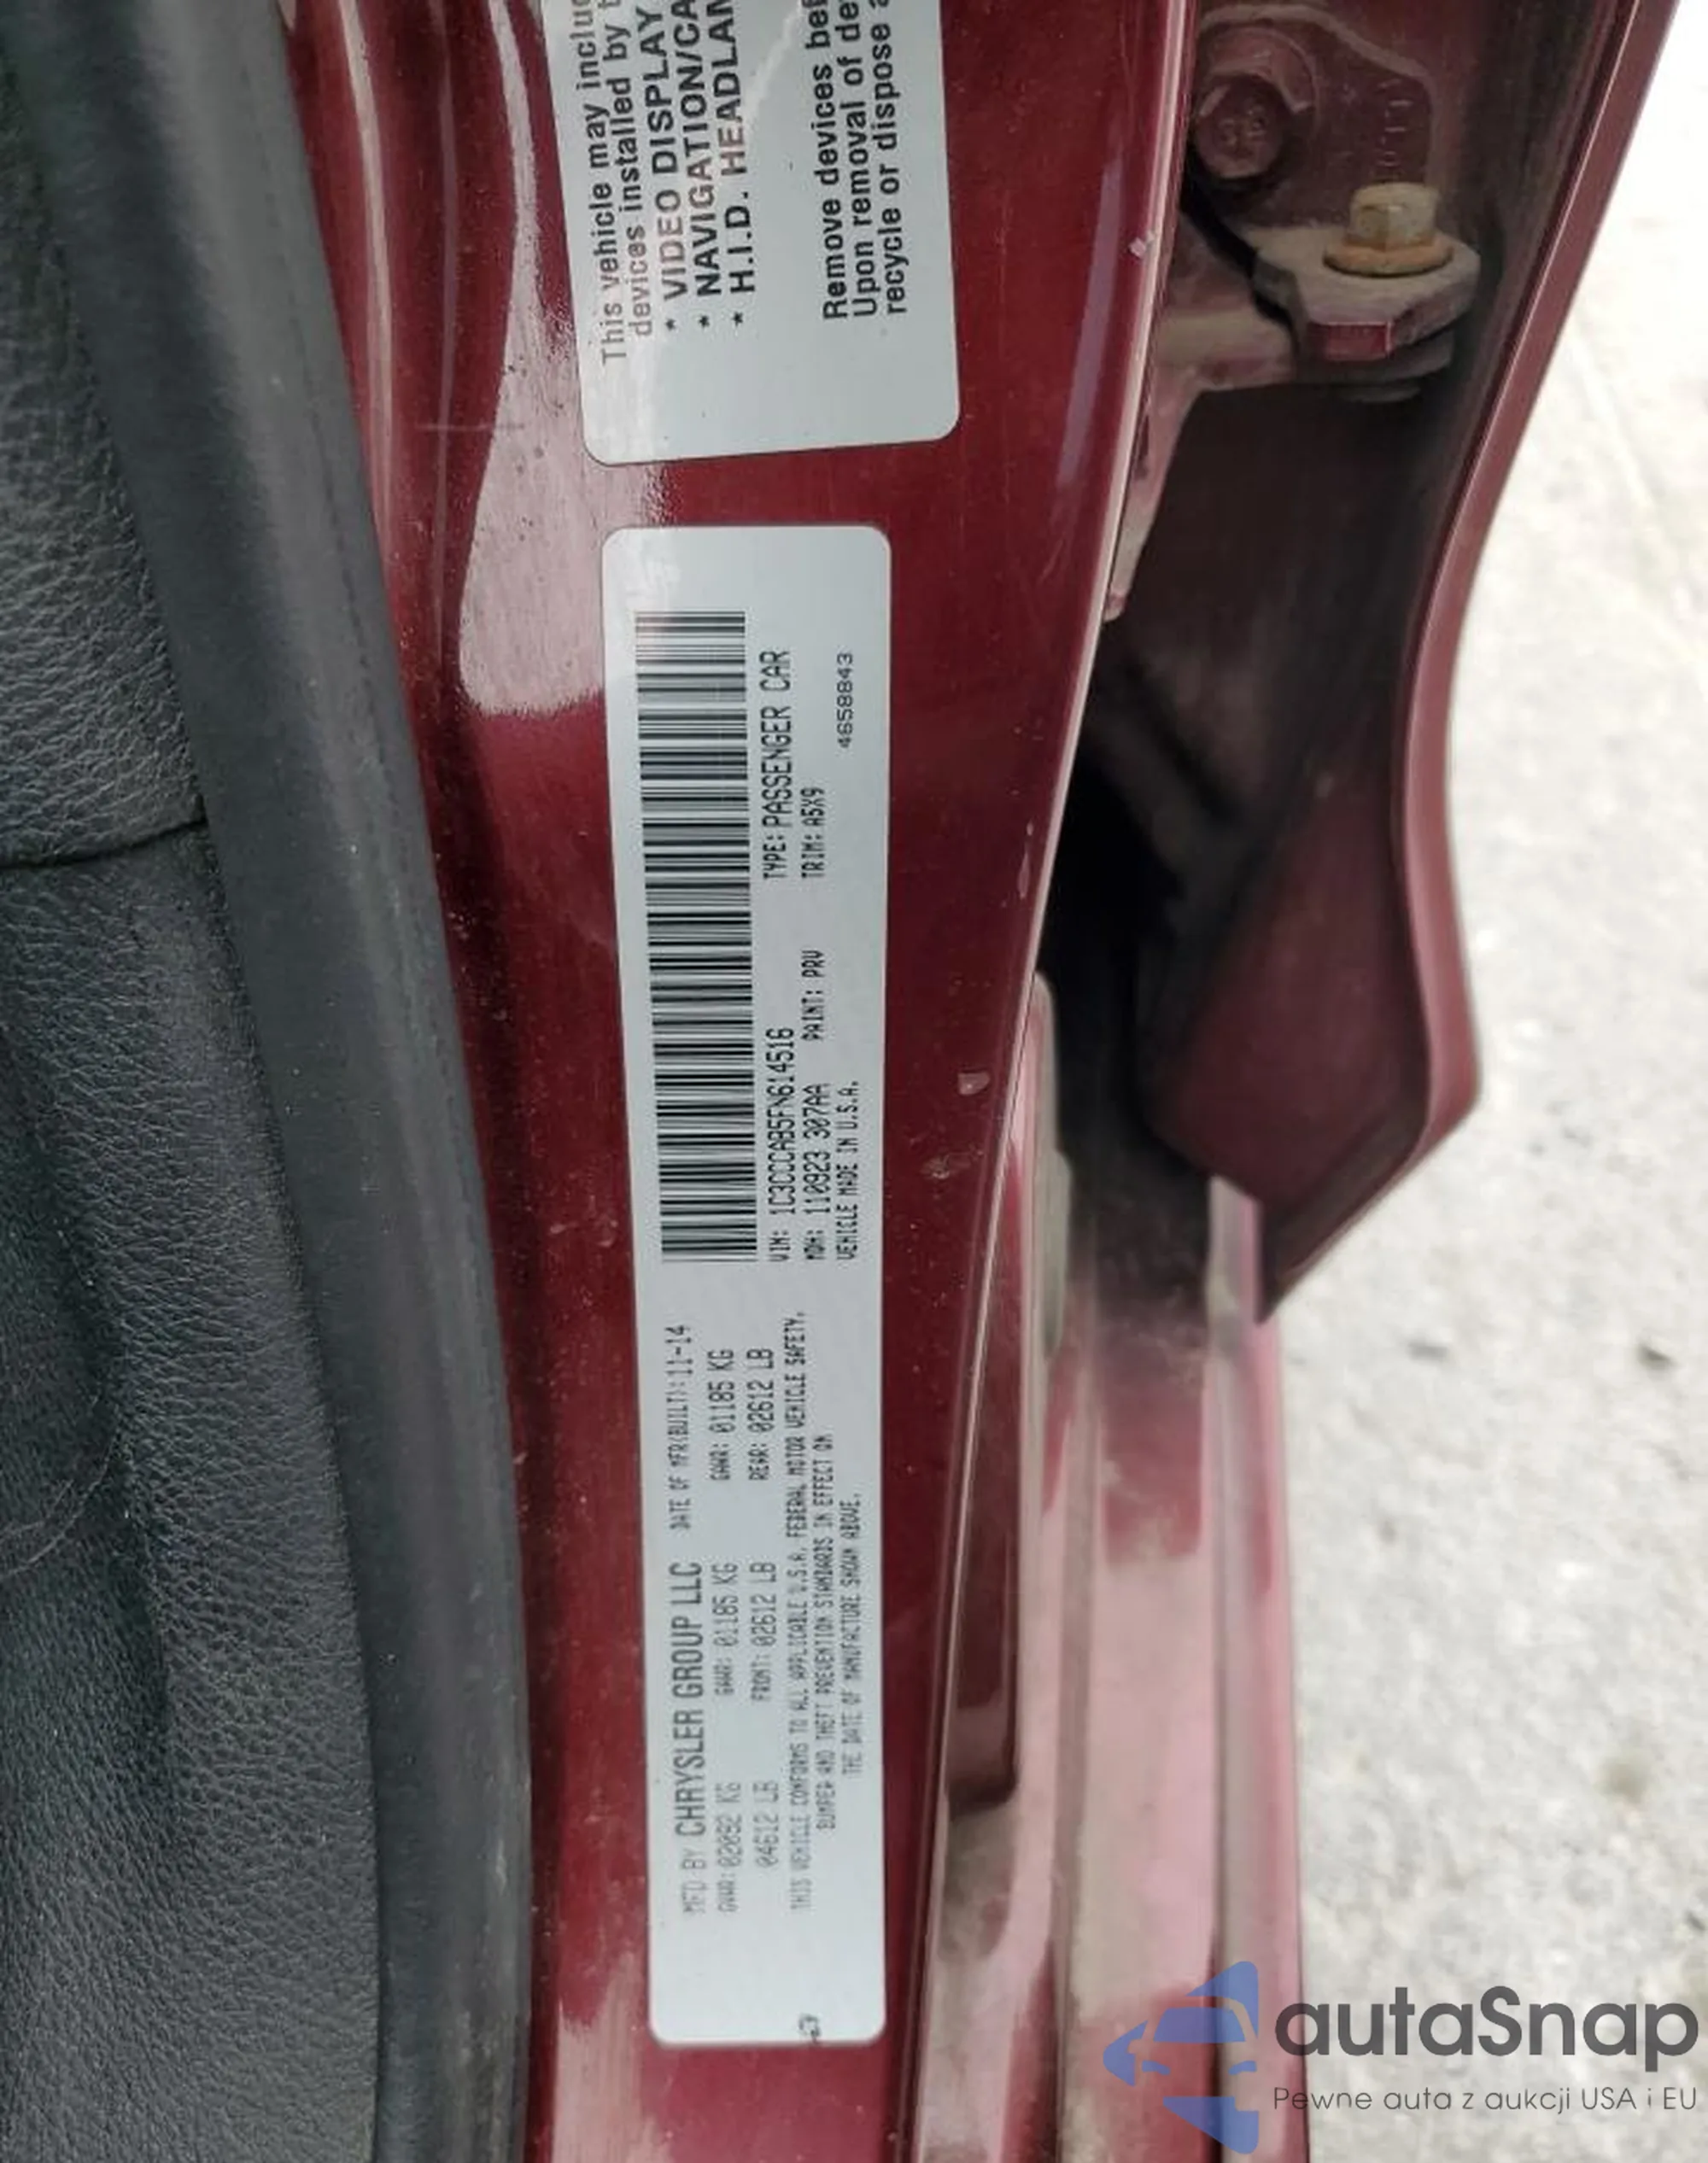 This vehicle may includ
devices installed by t
* VIDEO DISPLAY
* NAVIGATION/CA
* H.I.D. HEADLAM
Remove devices bef
Upon removal of de
recycle or dispose a
MFD BY CHRYSLER GROUP LLC DATE OF MFR(BUILT):11-14
GVWR:02092 KG GAWR: 01185 KG GAWR: 01185 KG
04612 LB FRONT: 02612 LB REAR: 02612 LB
THIS VEHICLE CONFORMS TO ALL APPLICABLE U.S.A. FEDERAL MOTOR VEHICLE SAFETY,
BUMPER AND THEFT PREVENTION STANDARDS IN EFFECT ON
THE DATE OF MANUFACTURE SHOWN ABOVE.
VIN: 1C3CCCAB5FN614516 TYPE: PASSENGER CAR
MDH: 110923 307AA PAINT: PRV TRIM: A5X9
VEHICLE MADE IN U.S.A. 4658843
autaSnap
Pewne auta z aukcji USA i EU